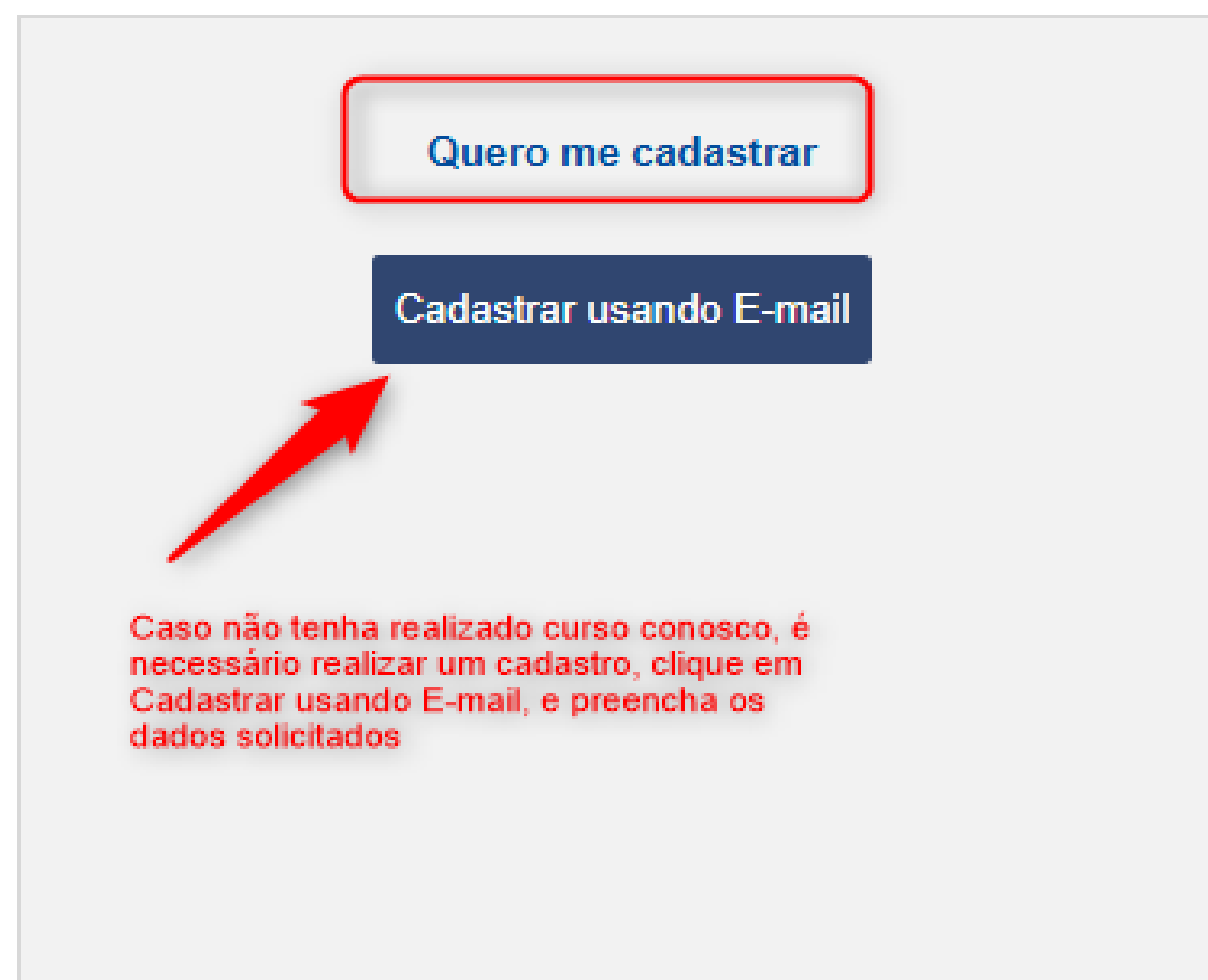 Quero me cadastrar
Cadastrar usando E-mail
Caso não tenha realizado curso conosco, é
necessário realizar um cadastro, clique em
Cadastrar usando E-mail, e preencha os
dados solicitados